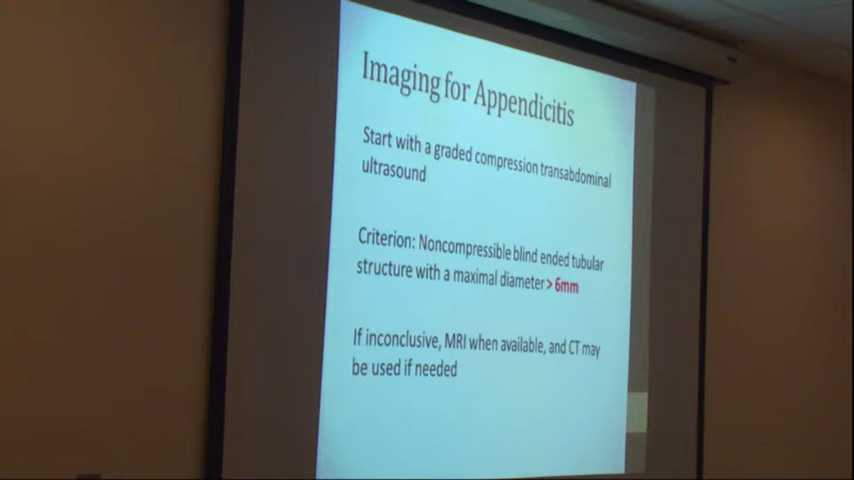 Imaging for Appendicitis
Start with a graded compression transabdominal
ultrasound
Criterion: Noncompressible blind ended tubular
structure with a maximal diameter > 6mm
If inconclusive, MRI when available, and CT may
be used if needed